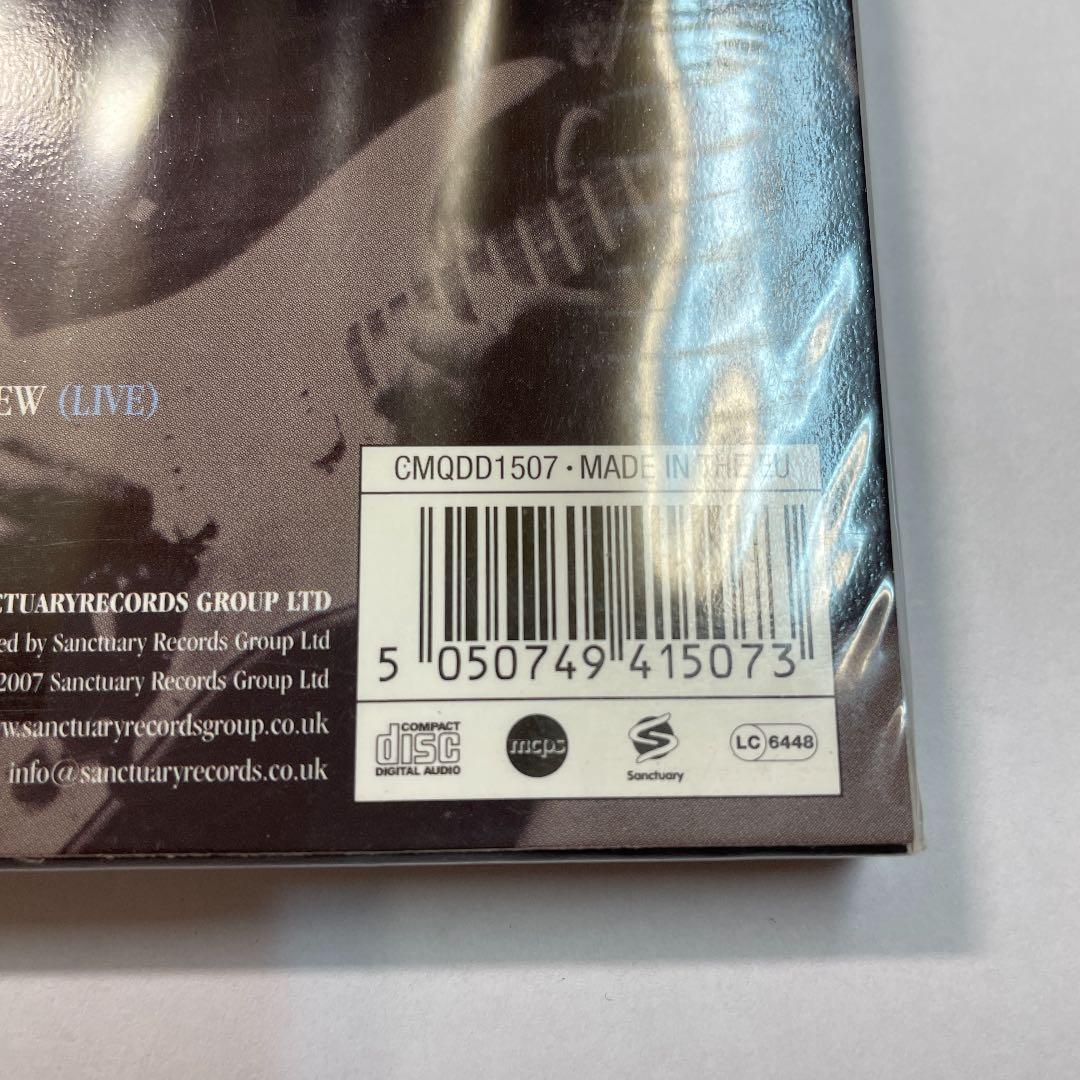 EW (LIVE)
CMQDD1507 · MADE IN THE EU
5 050749 415073
CTUARYRECORDS GROUP LTD
ed by Sanctuary Records Group Ltd
2007 Sanctuary Records Group Ltd
w.sanctuaryrecordsgroup.co.uk
info@sanctuaryrecords.co.uk
COMPACT
disc
DIGITAL AUDIO
mcps
Sanctuary
LC 6448